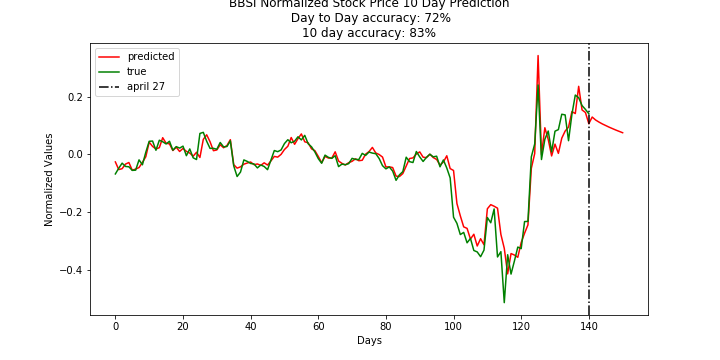 BBSI Normalized Stock Price 10 Day Prediction
Day to Day accuracy: 72%
10 day accuracy: 83%
predicted
true
april 27
Normalized Values
0.2
0.0
−0.2
−0.4
0
20
40
60
80
100
120
140
Days